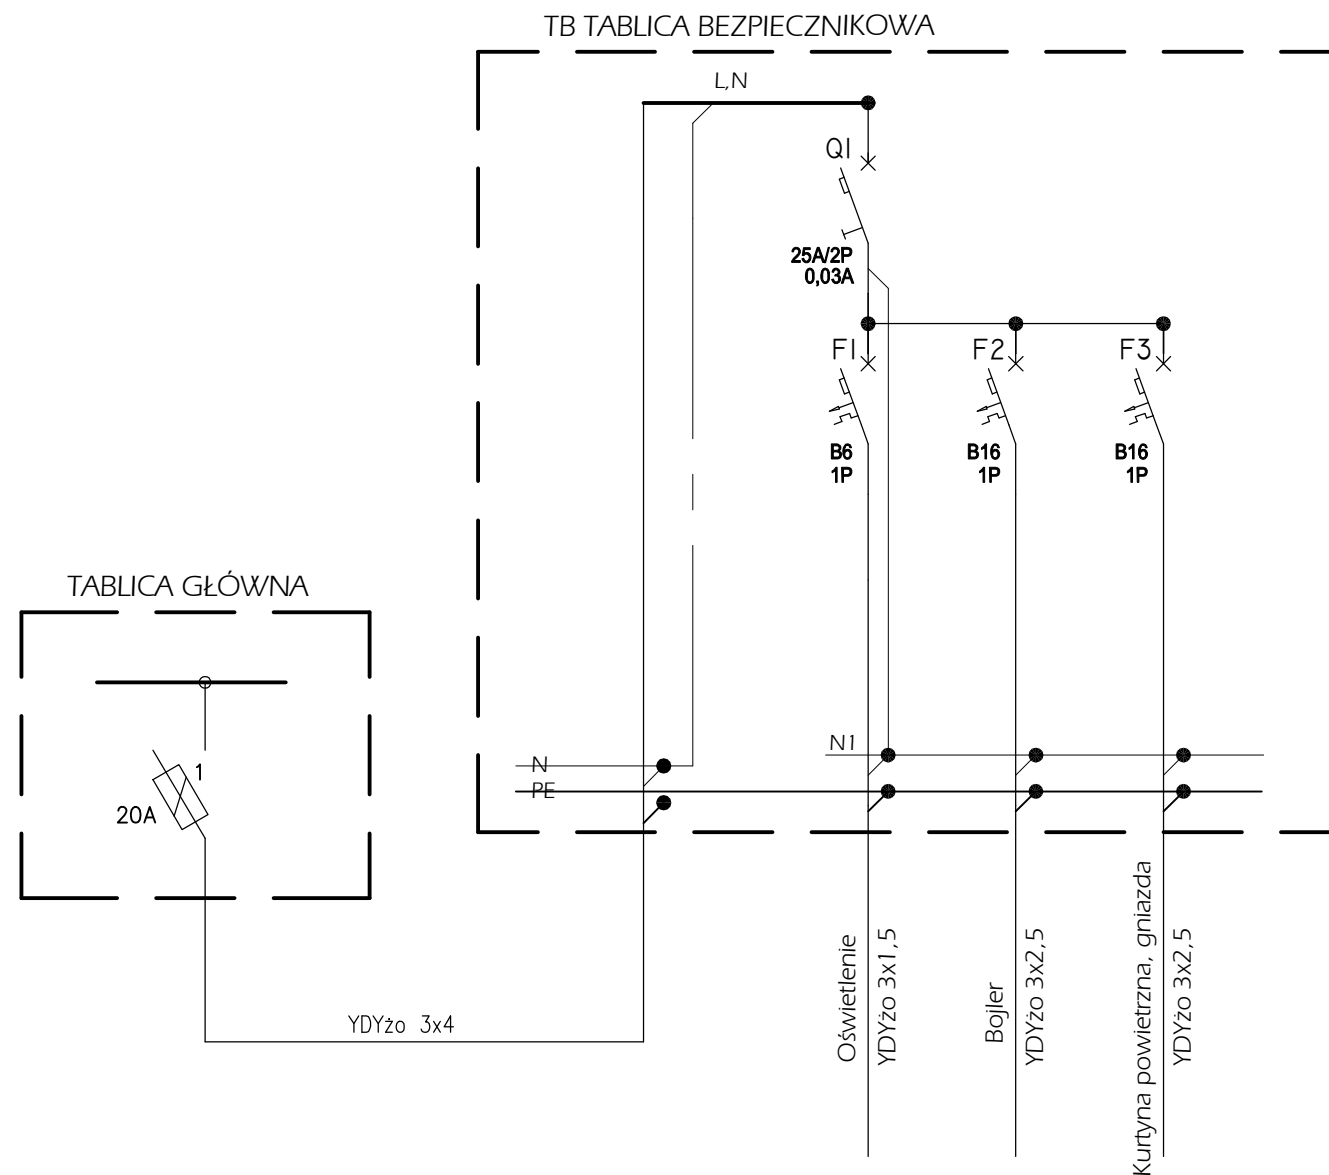 TB TABLICA BEZPIECZNIKOWA
L,N
Q1
25A/2P
0,03A
F1
F2
F3
B6
1P
B16
1P
B16
1P
TABLICA GŁÓWNA
1
20A
N
PE
N1
YDYżo 3x4
Oświetlenie
YDYżo 3x1,5
Bojler
YDYżo 3x2,5
Kurtyna powietrzna, gniazda
YDYżo 3x2,5